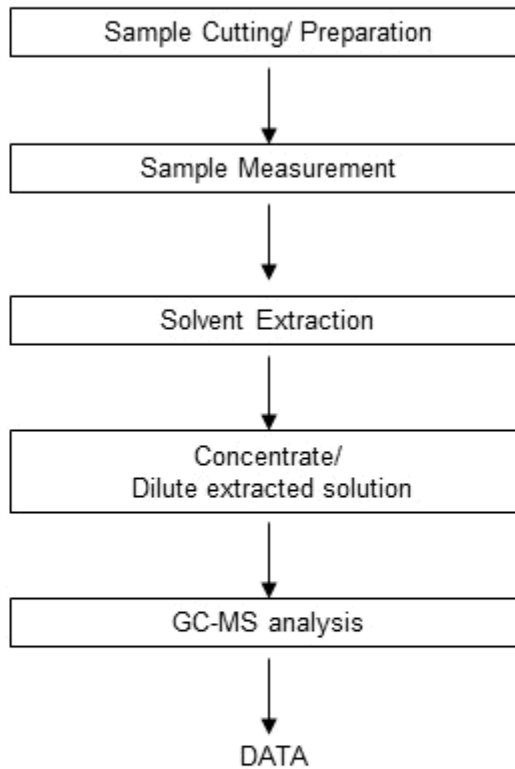 Sample Cutting/ Preparation
Sample Measurement
Solvent Extraction
Concentrate/
Dilute extracted solution
GC-MS analysis
DATA